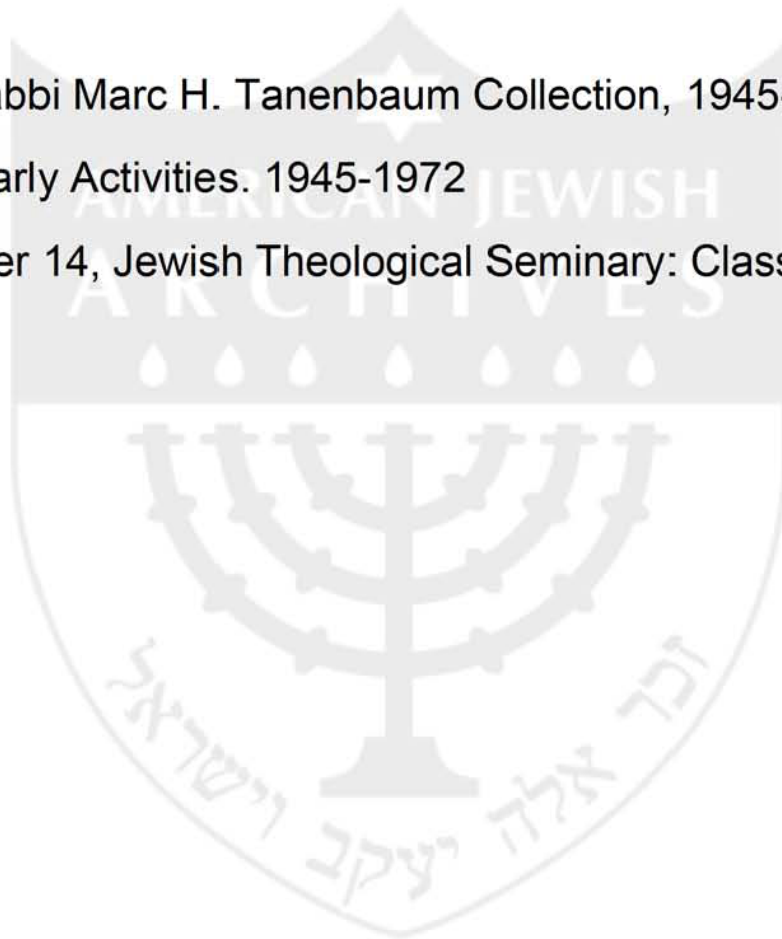 abbi Marc H. Tanenbaum Collection, 1945-
arly Activities. 1945-1972
er 14, Jewish Theological Seminary: Class
AMERICAN JEWISH
ARCHIVES
זכר אלה יעקב וישראל